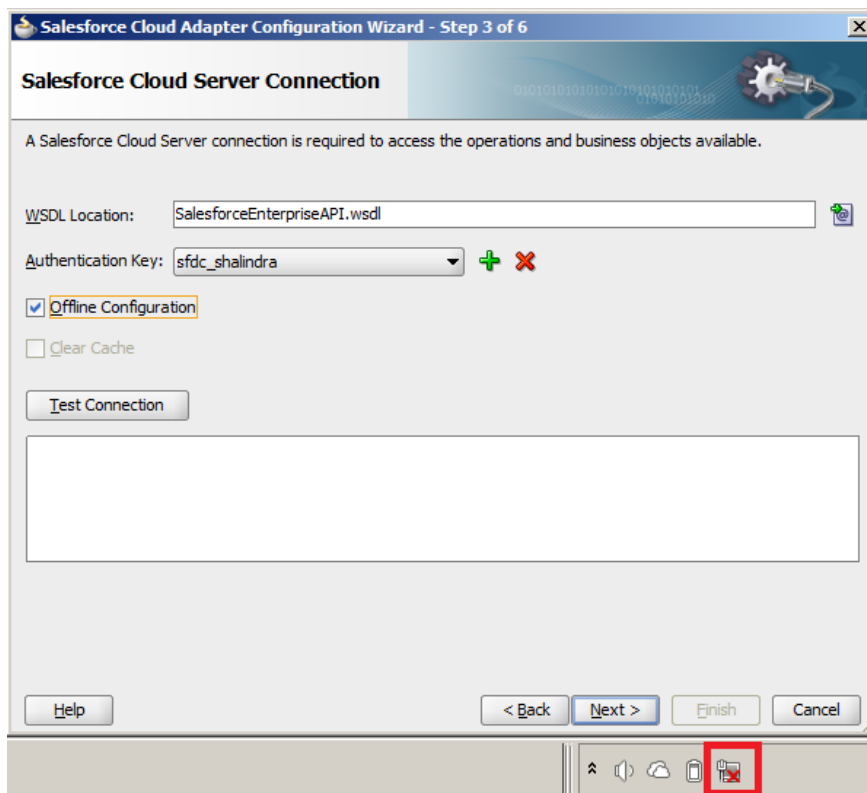 Salesforce Cloud Adapter Configuration Wizard - Step 3 of 6
Salesforce Cloud Server Connection
A Salesforce Cloud Server connection is required to access the operations and business objects available.
WSDL Location: SalesforceEnterpriseAPI.wsdl
Authentication Key: sfdc_shalindra
Offline Configuration
Clear Cache
Test Connection
Help < Back Next > Finish Cancel